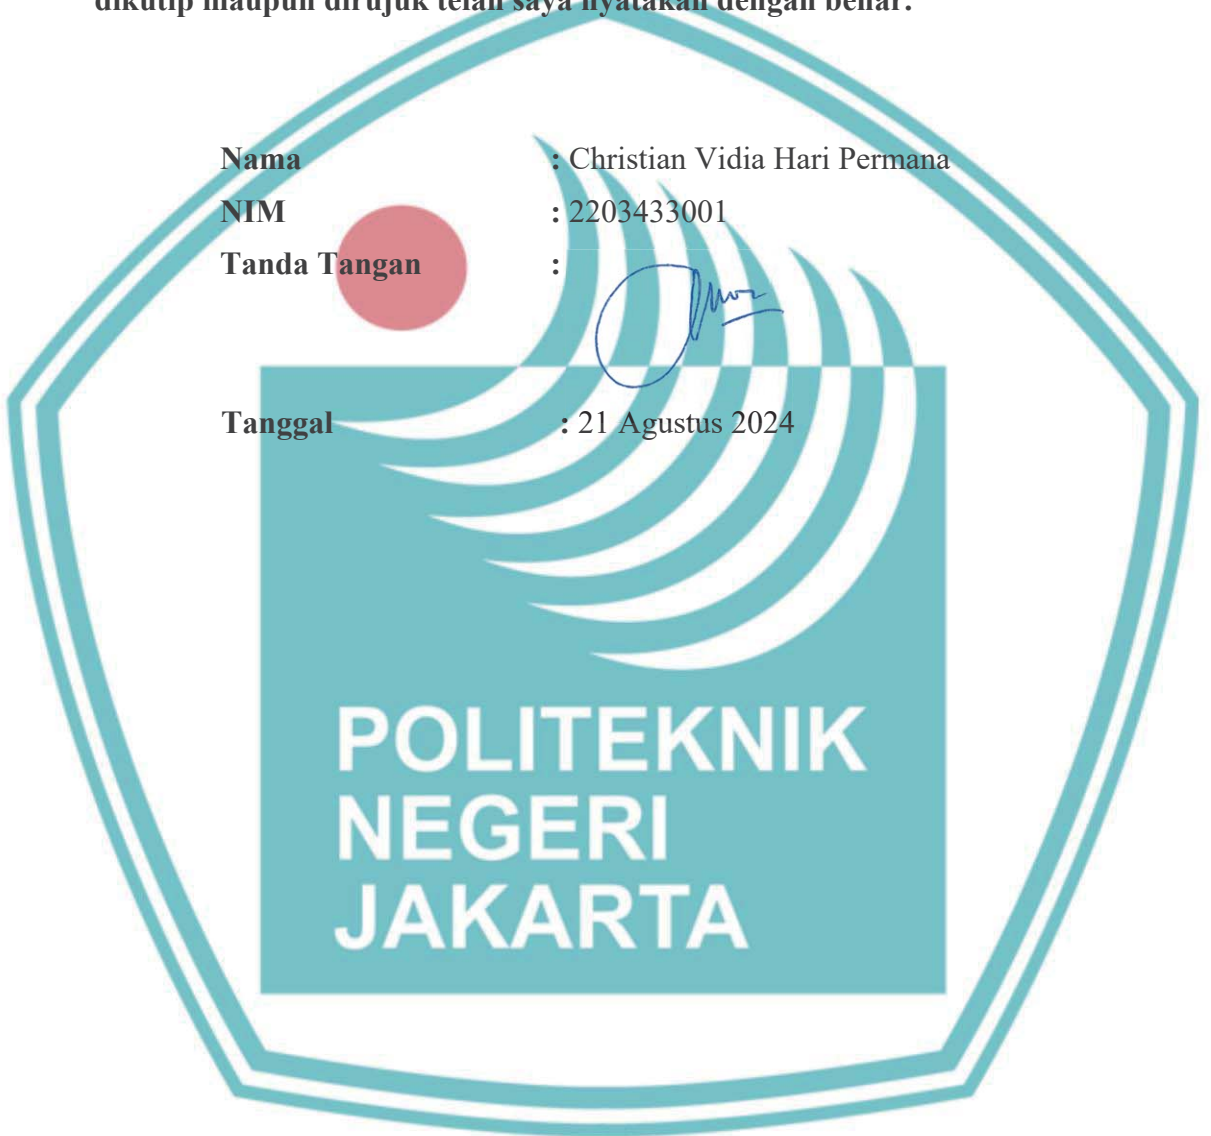 dikutip maupun dirujuk telah saya nyatakan dengan benar.
Nama : Christian Vidia Hari Permana
NIM : 2203433001
Tanda Tangan :
Tanggal : 21 Agustus 2024
POLITEKNIK
NEGERI
JAKARTA